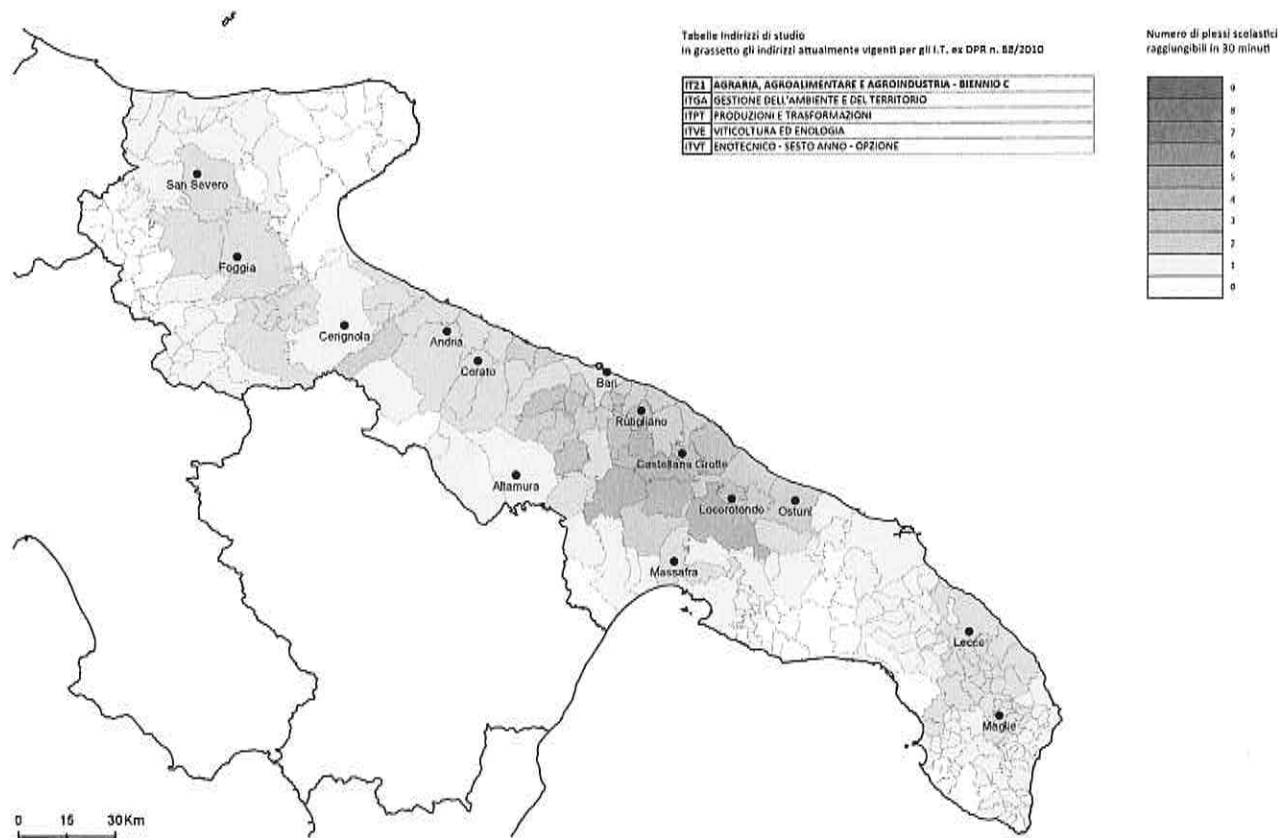 Tabelle Indirizzi di studio
In grassetto gli indirizzi attualmente vigenti per gli I.T. ex DPR n. 88/2010
IT21 AGRARIA, AGROALIMENTARE E AGROINDUSTRIA - BIENNIO C
ITGA GESTIONE DELL'AMBIENTE E DEL TERRITORIO
ITPT PRODUZIONI E TRASFORMAZIONI
ITVE VITICOLTURA ED ENOLOGIA
ITVT ENOTECNICO - SESTO ANNO - OPZIONE
Numero di plessi scolastici
raggiungibili in 30 minuti
9
8
7
6
5
4
3
2
1
0
San Severo
Foggia
Cerignola
Andria
Corato
Bari
Rutigliano
Castellana Grotte
Altamura
Locorotondo
Ostuni
Massafra
Lecce
Maglie
0 15 30 Km